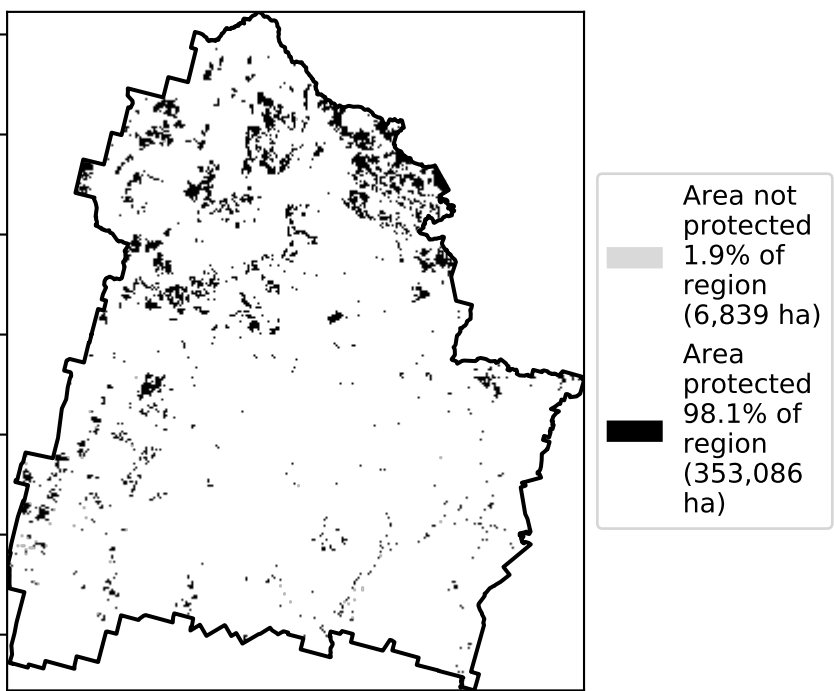 Area not
protected
1.9% of
region
(6,839 ha)
Area
protected
98.1% of
region
(353,086
ha)